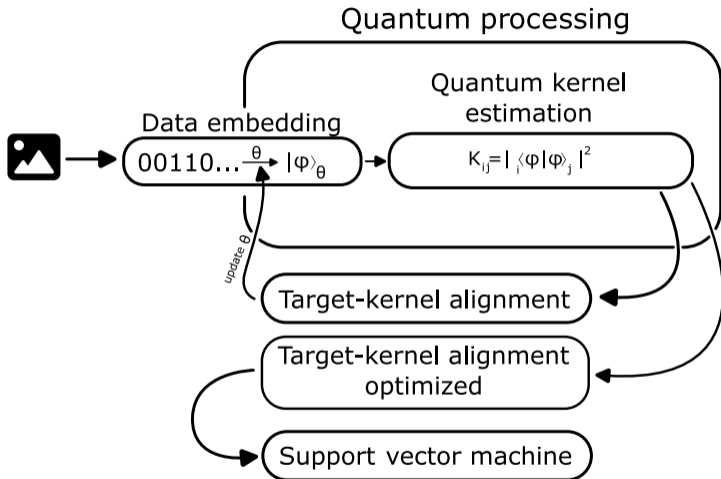 Quantum processing
Quantum kernel
estimation
Data embedding
00110... θ |φ⟩θ
Kij=| i⟨φ|φ⟩j |²
update θ
Target-kernel alignment
Target-kernel alignment
optimized
Support vector machine